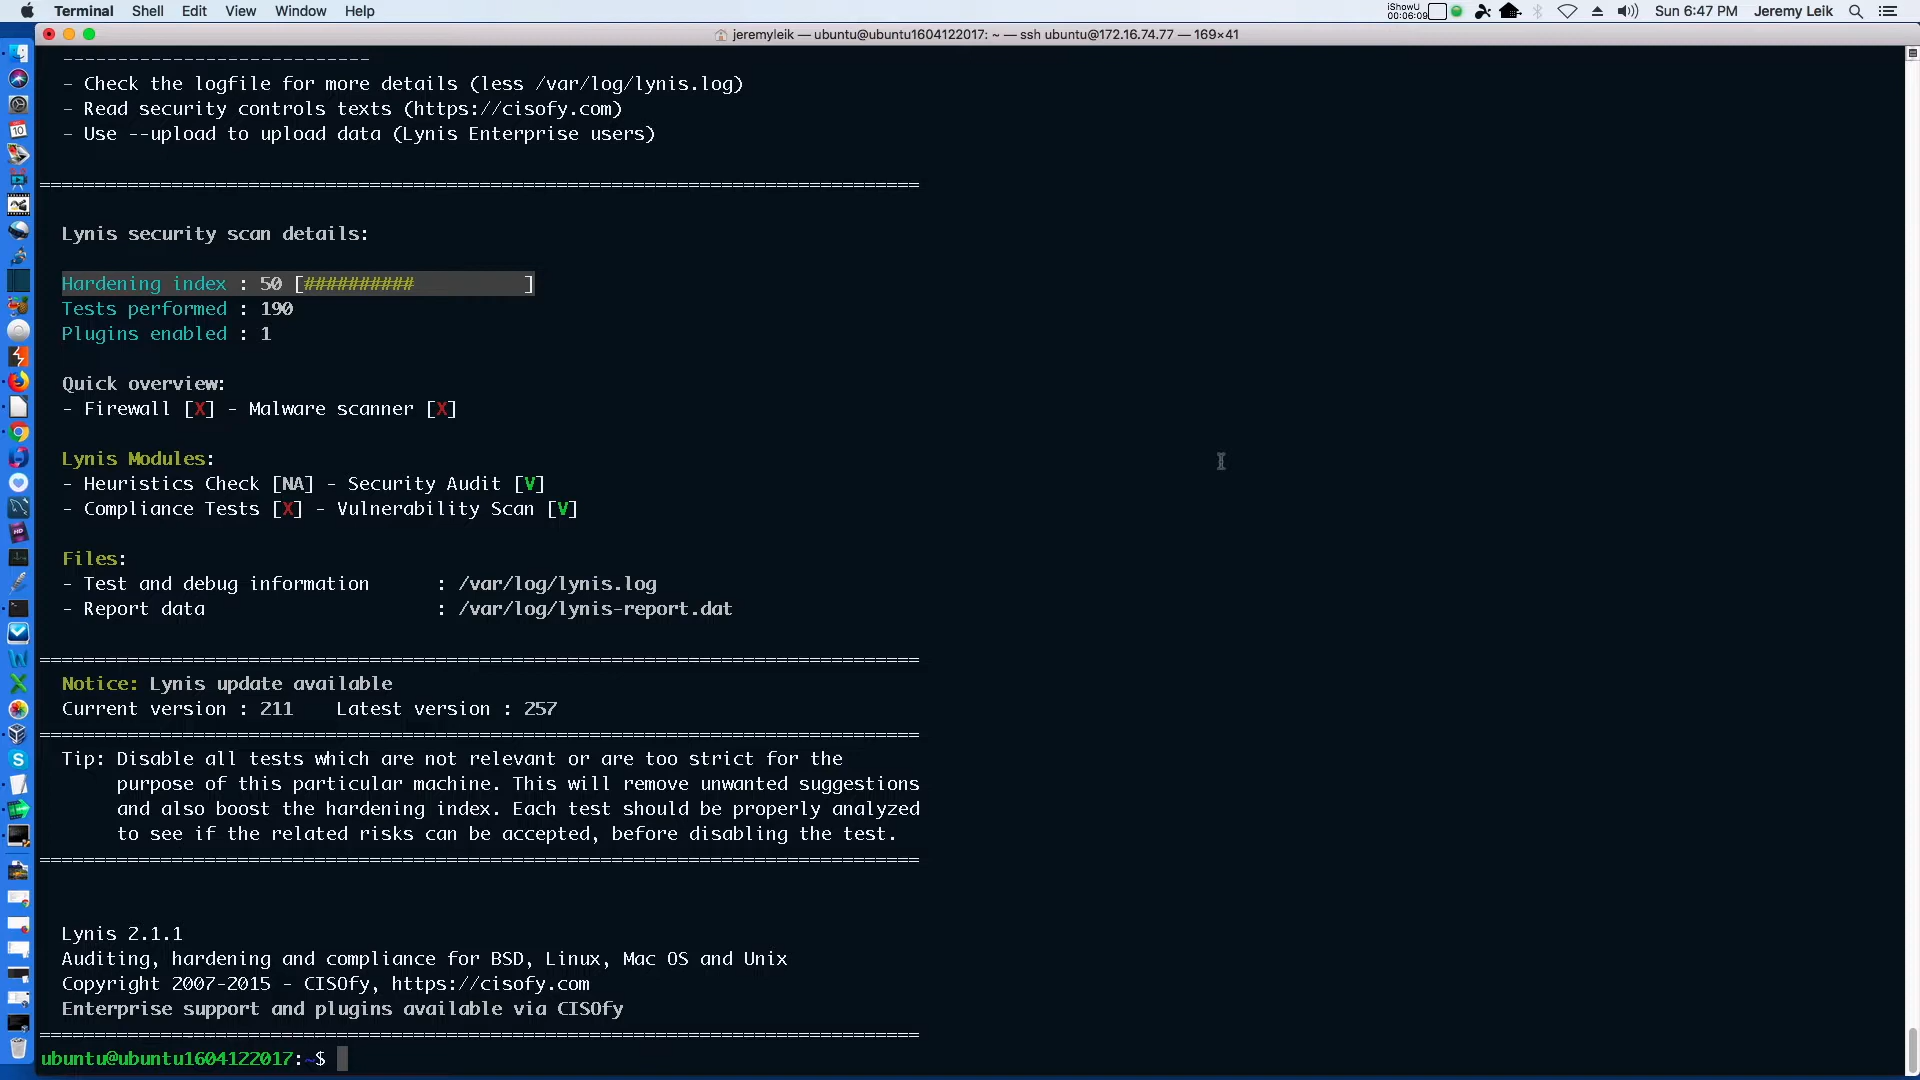 Terminal Shell Edit View Window Help
iShowU
00:06:09
Sun 6:47 PM Jeremy Leik
jeremyleik — ubuntu@ubuntu1604122017: ~ — ssh ubuntu@172.16.74.77 — 169×41
----------------------------
- Check the logfile for more details (less /var/log/lynis.log)
- Read security controls texts (https://cisofy.com)
- Use --upload to upload data (Lynis Enterprise users)
================================================================================
Lynis security scan details:
Hardening index : 50 [##########          ]
Tests performed : 190
Plugins enabled : 1
Quick overview:
- Firewall [X] - Malware scanner [X]
Lynis Modules:
- Heuristics Check [NA] - Security Audit [V]
- Compliance Tests [X] - Vulnerability Scan [V]
Files:
- Test and debug information      : /var/log/lynis.log
- Report data                     : /var/log/lynis-report.dat
================================================================================
Notice: Lynis update available
Current version : 211    Latest version : 257
================================================================================
Tip: Disable all tests which are not relevant or are too strict for the
purpose of this particular machine. This will remove unwanted suggestions
and also boost the hardening index. Each test should be properly analyzed
to see if the related risks can be accepted, before disabling the test.
================================================================================
Lynis 2.1.1
Auditing, hardening and compliance for BSD, Linux, Mac OS and Unix
Copyright 2007-2015 - CISOfy, https://cisofy.com
Enterprise support and plugins available via CISOfy
================================================================================
ubuntu@ubuntu1604122017:~$